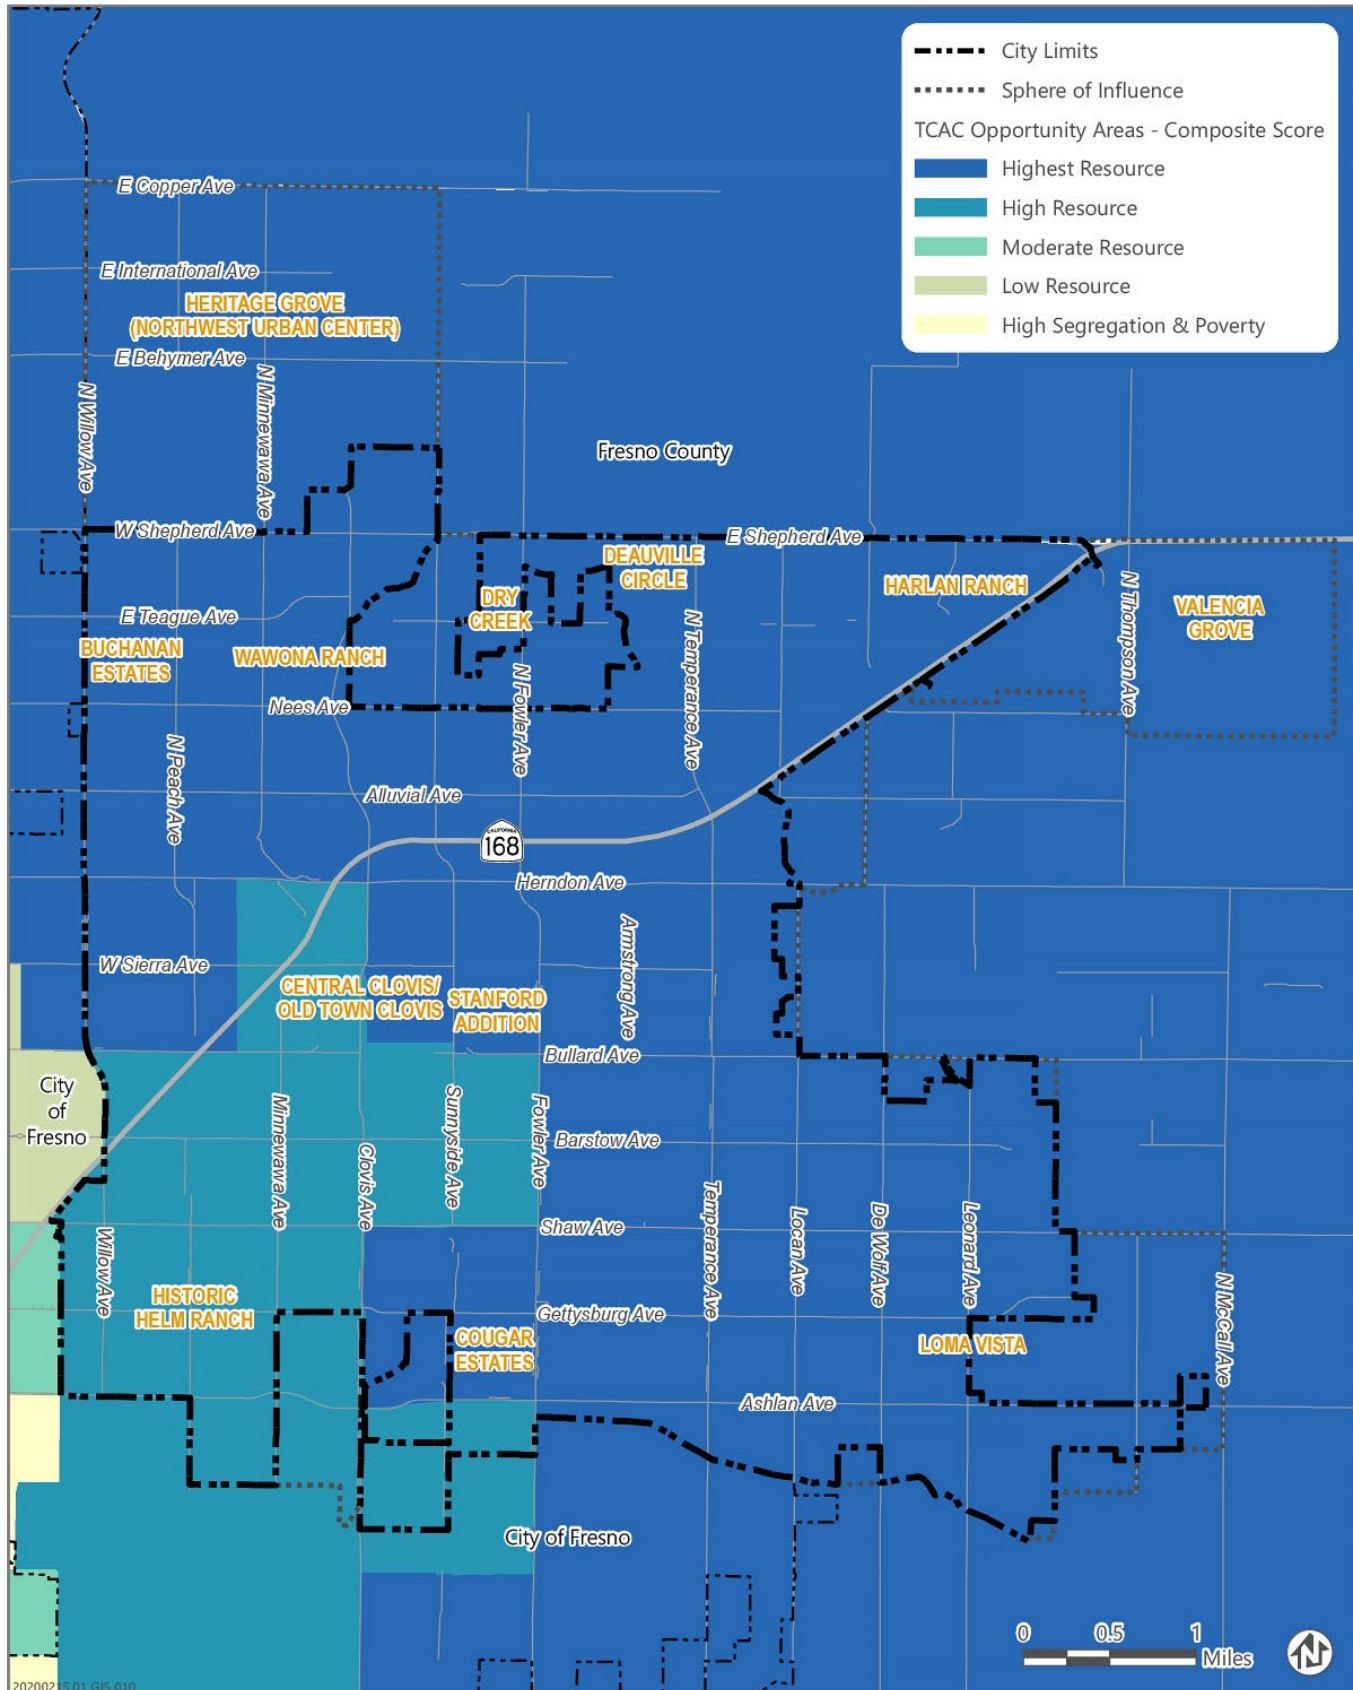 City Limits
Sphere of Influence
TCAC Opportunity Areas - Composite Score
Highest Resource
High Resource
Moderate Resource
Low Resource
High Segregation & Poverty
E Copper Ave
E International Ave
HERITAGE GROVE
(NORTHWEST URBAN CENTER)
E Behymer Ave
N Willow Ave
N Minnewawa Ave
Fresno County
W Shepherd Ave
E Shepherd Ave
DEAUVILLE
CIRCLE
HARLAN RANCH
DRY
CREEK
VALENCIA
GROVE
E Teague Ave
BUCHANAN
ESTATES
WAWONA RANCH
N Temperance Ave
N Thompson Ave
Nees Ave
N Fowler Ave
N Peach Ave
Alluvial Ave
CALIFORNIA
168
Herndon Ave
Armstrong Ave
W Sierra Ave
CENTRAL CLOVIS/
OLD TOWN CLOVIS
STANFORD
ADDITION
Bullard Ave
City
of
Fresno
Minnewawa Ave
Clovis Ave
Sunnyside Ave
Fowler Ave
Barstow Ave
Temperance Ave
Locan Ave
De Wolf Ave
Leonard Ave
Shaw Ave
Willow Ave
HISTORIC
HELM RANCH
Gettysburg Ave
COUGAR
ESTATES
LOMA VISTA
N McCall Ave
Ashlan Ave
City of Fresno
0 0.5 1
Miles
N
20200215.01 GIS 010